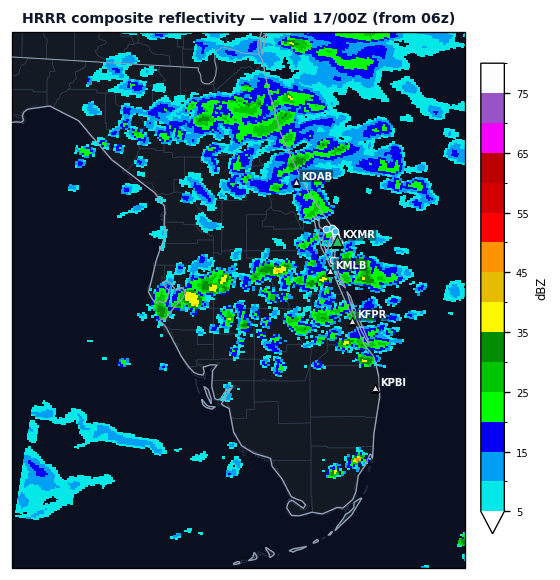 HRRR composite reflectivity — valid 17/00Z (from 06z)
75
65
55
45
35
25
15
5
dBZ
KDAB
KXMR
KMLB
KFPR
KPBI